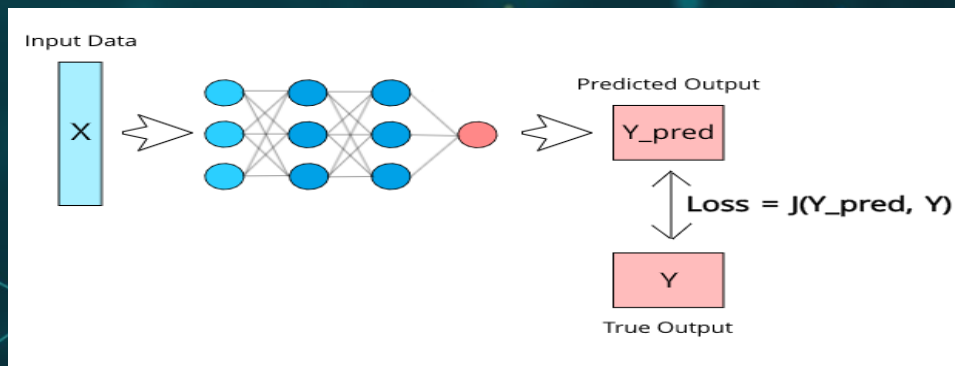 Input Data
X
Predicted Output
Y_pred
Loss = J(Y_pred, Y)
Y
True Output